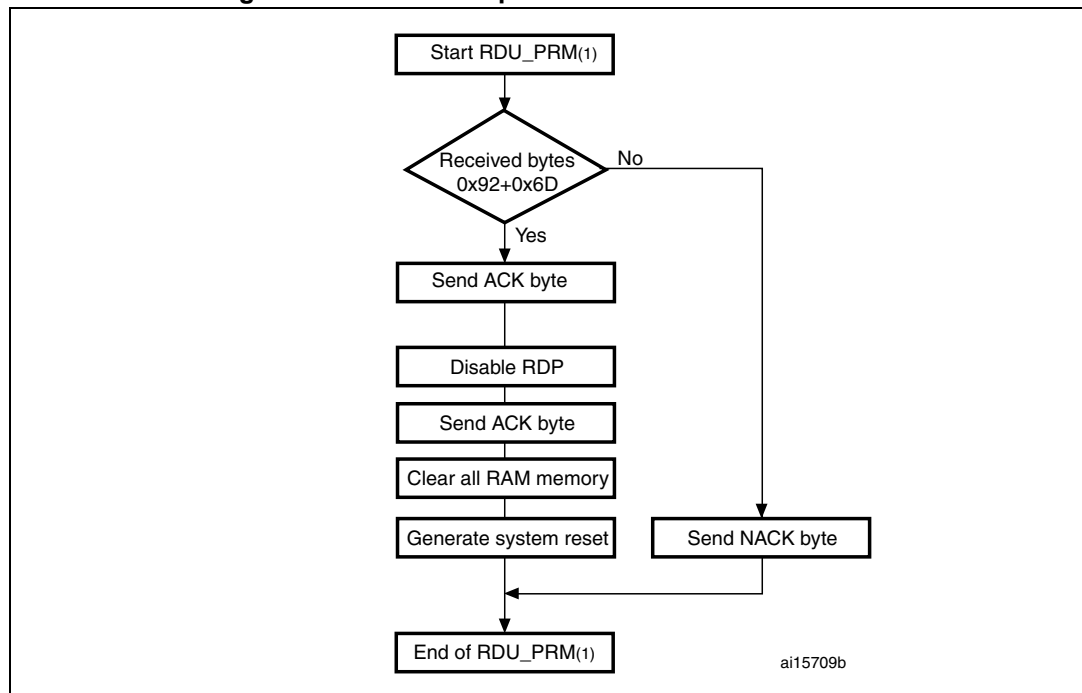 Start RDU_PRM(1)
Received bytes
0x92+0x6D
No
Yes
Send ACK byte
Disable RDP
Send ACK byte
Clear all RAM memory
Generate system reset
Send NACK byte
End of RDU_PRM(1)
ai15709b